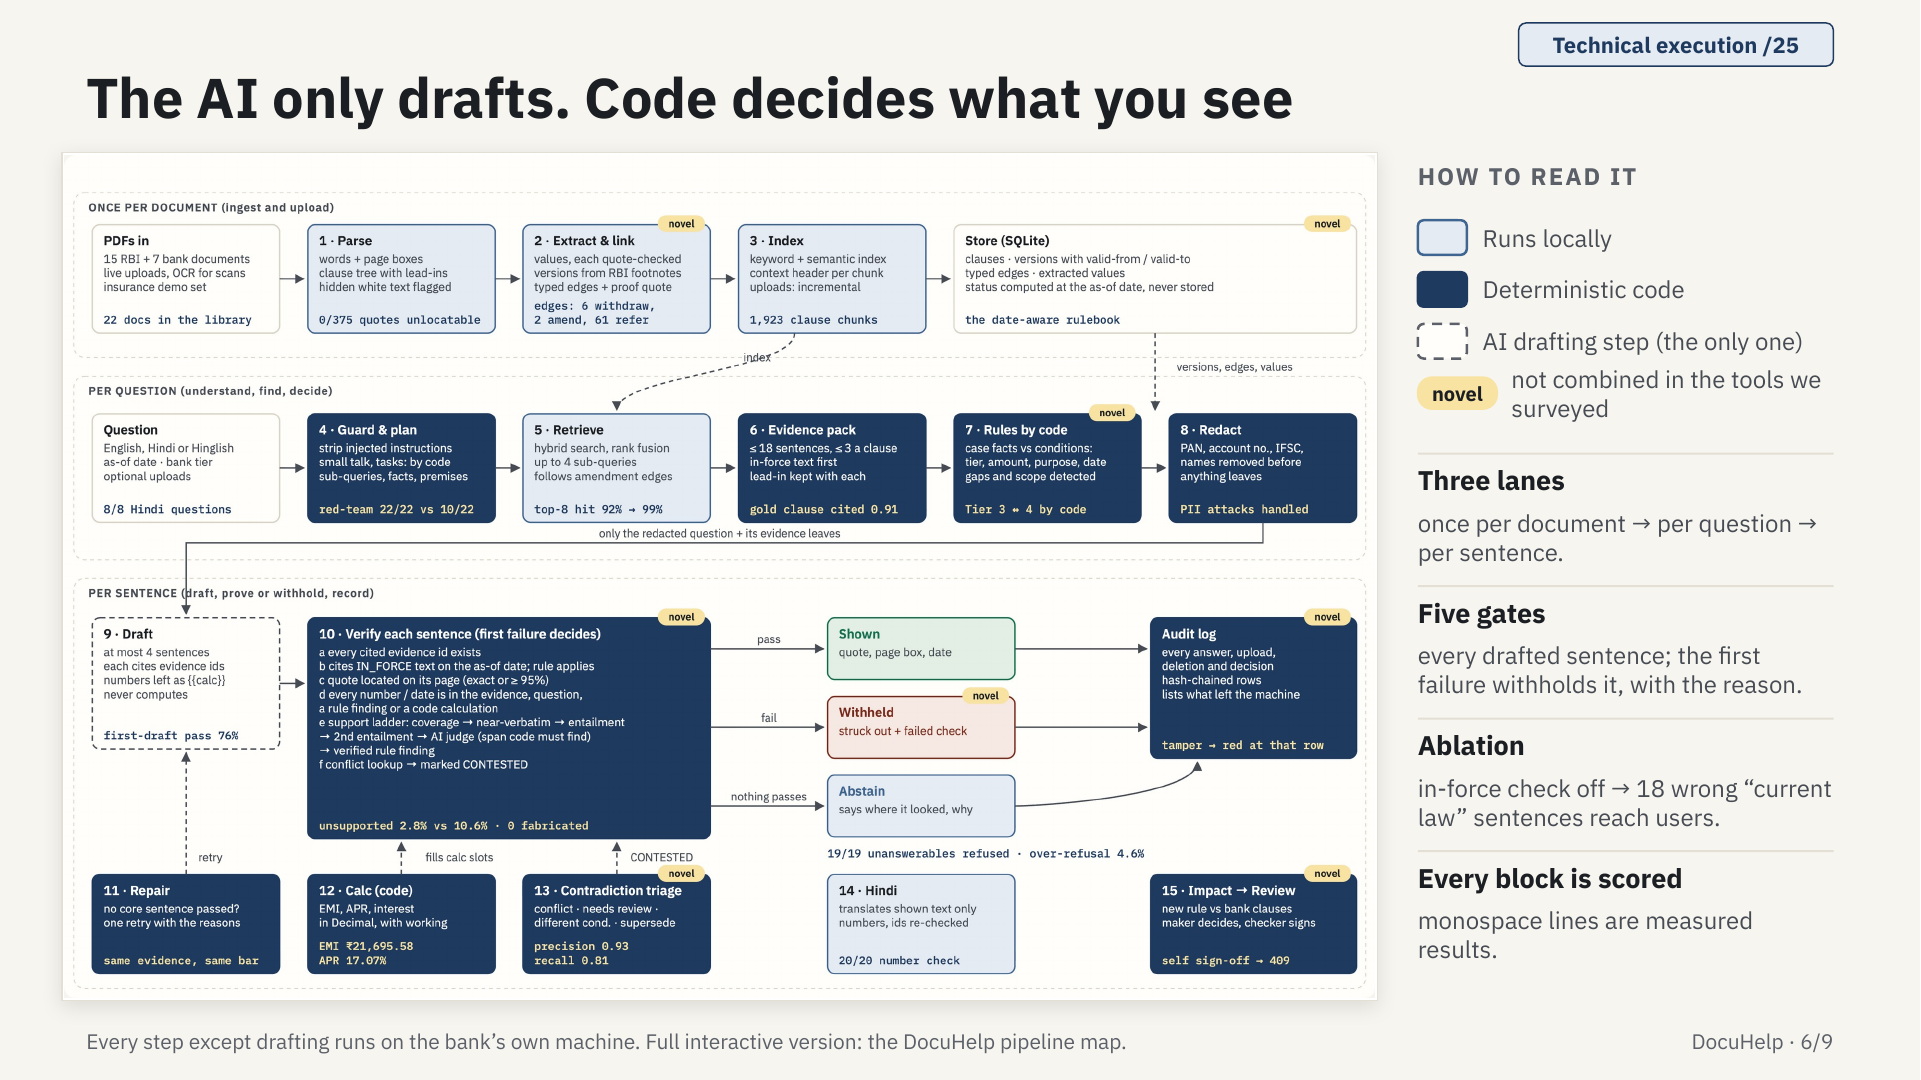 Technical execution /25
The AI only drafts. Code decides what you see
ONCE PER DOCUMENT (ingest and upload)
PDFs in
15 RBI + 7 bank documents
live uploads, OCR for scans
insurance demo set
22 docs in the library
1 · Parse
words + page boxes
clause tree with lead-ins
hidden white text flagged
0/375 quotes unlocatable
novel
2 · Extract & link
values, each quote-checked
versions from RBI footnotes
typed edges + proof quote
edges: 6 withdraw,
2 amend, 61 refer
3 · Index
keyword + semantic index
context header per chunk
uploads: incremental
1,923 clause chunks
novel
Store (SQLite)
clauses · versions with valid-from / valid-to
typed edges · extracted values
status computed at the as-of date, never stored
the date-aware rulebook
index
versions, edges, values
PER QUESTION (understand, find, decide)
Question
English, Hindi or Hinglish
as-of date · bank tier
optional uploads
8/8 Hindi questions
4 · Guard & plan
strip injected instructions
small talk, tasks: by code
sub-queries, facts, premises
red-team 22/22 vs 10/22
5 · Retrieve
hybrid search, rank fusion
up to 4 sub-queries
follows amendment edges
top-8 hit 92% → 99%
6 · Evidence pack
≤ 18 sentences, ≤ 3 a clause
in-force text first
lead-in kept with each
gold clause cited 0.91
novel
7 · Rules by code
case facts vs conditions:
tier, amount, purpose, date
gaps and scope detected
Tier 3 ↔ 4 by code
8 · Redact
PAN, account no., IFSC,
names removed before
anything leaves
PII attacks handled
only the redacted question + its evidence leaves
PER SENTENCE (draft, prove or withhold, record)
9 · Draft
at most 4 sentences
each cites evidence ids
numbers left as {{calc}}
never computes
first-draft pass 76%
novel
10 · Verify each sentence (first failure decides)
a every cited evidence id exists
b cites IN_FORCE text on the as-of date; rule applies
c quote located on its page (exact or ≥ 95%)
d every number / date is in the evidence, question,
a rule finding or a code calculation
e support ladder: coverage → near-verbatim → entailment
→ 2nd entailment → AI judge (span code must find)
→ verified rule finding
f conflict lookup → marked CONTESTED
unsupported 2.8% vs 10.6% · 0 fabricated
pass
fail
nothing passes
Shown
quote, page box, date
novel
Withheld
struck out + failed check
Abstain
says where it looked, why
19/19 unanswerables refused · over-refusal 4.6%
novel
Audit log
every answer, upload,
deletion and decision
hash-chained rows
lists what left the machine
tamper → red at that row
retry
fills calc slots
CONTESTED
11 · Repair
no core sentence passed?
one retry with the reasons
same evidence, same bar
12 · Calc (code)
EMI, APR, interest
in Decimal, with working
EMI ₹21,695.58
APR 17.07%
novel
13 · Contradiction triage
conflict · needs review ·
different cond. · supersede
precision 0.93
recall 0.81
14 · Hindi
translates shown text only
numbers, ids re-checked
20/20 number check
novel
15 · Impact → Review
new rule vs bank clauses
maker decides, checker signs
self sign-off → 409
HOW TO READ IT
Runs locally
Deterministic code
AI drafting step (the only one)
novel
not combined in the tools we
surveyed
Three lanes
once per document → per question →
per sentence.
Five gates
every drafted sentence; the first
failure withholds it, with the reason.
Ablation
in-force check off → 18 wrong “current
law” sentences reach users.
Every block is scored
monospace lines are measured
results.
Every step except drafting runs on the bank’s own machine. Full interactive version: the DocuHelp pipeline map.
DocuHelp · 6/9